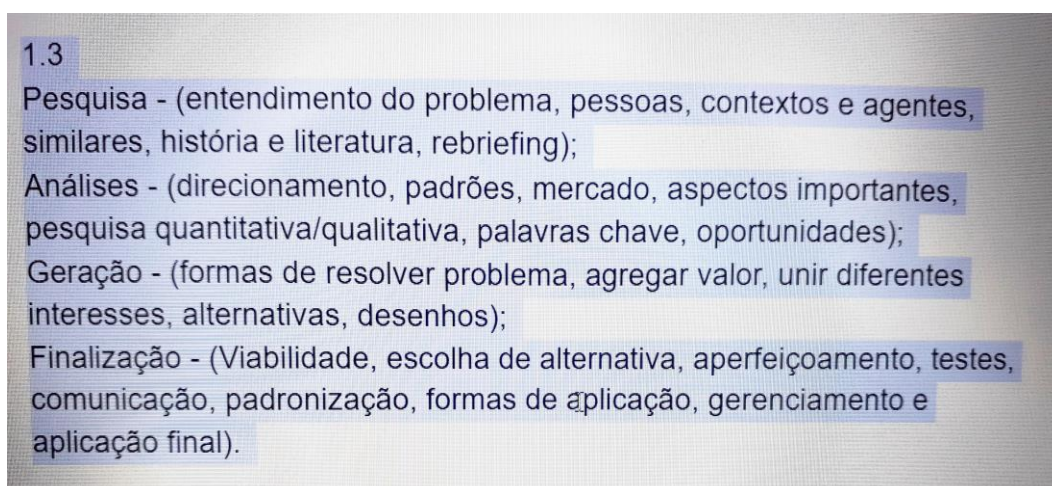 1.3
Pesquisa - (entendimento do problema, pessoas, contextos e agentes,
similares, história e literatura, rebriefing);
Análises - (direcionamento, padrões, mercado, aspectos importantes,
pesquisa quantitativa/qualitativa, palavras chave, oportunidades);
Geração - (formas de resolver problema, agregar valor, unir diferentes
interesses, alternativas, desenhos);
Finalização - (Viabilidade, escolha de alternativa, aperfeiçoamento, testes,
comunicação, padronização, formas de aplicação, gerenciamento e
aplicação final).